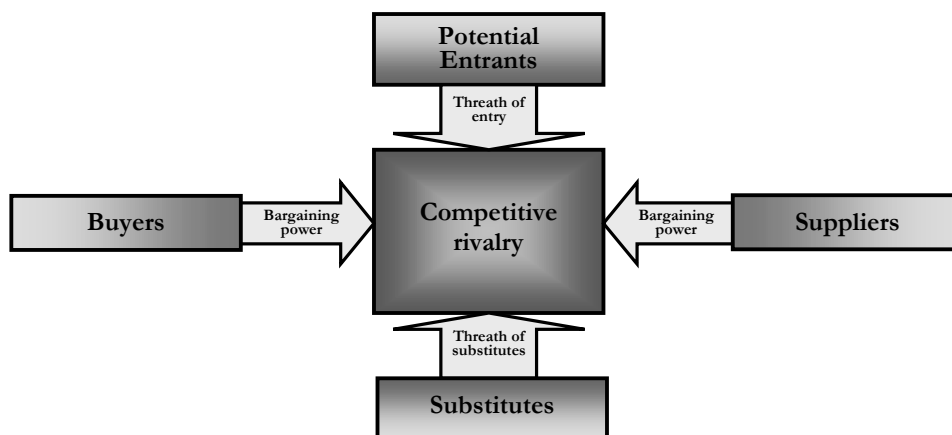 Potential
Entrants
Threath of
entry
Buyers
Bargaining
power
Competitive
rivalry
Bargaining
power
Suppliers
Threath of
substitutes
Substitutes